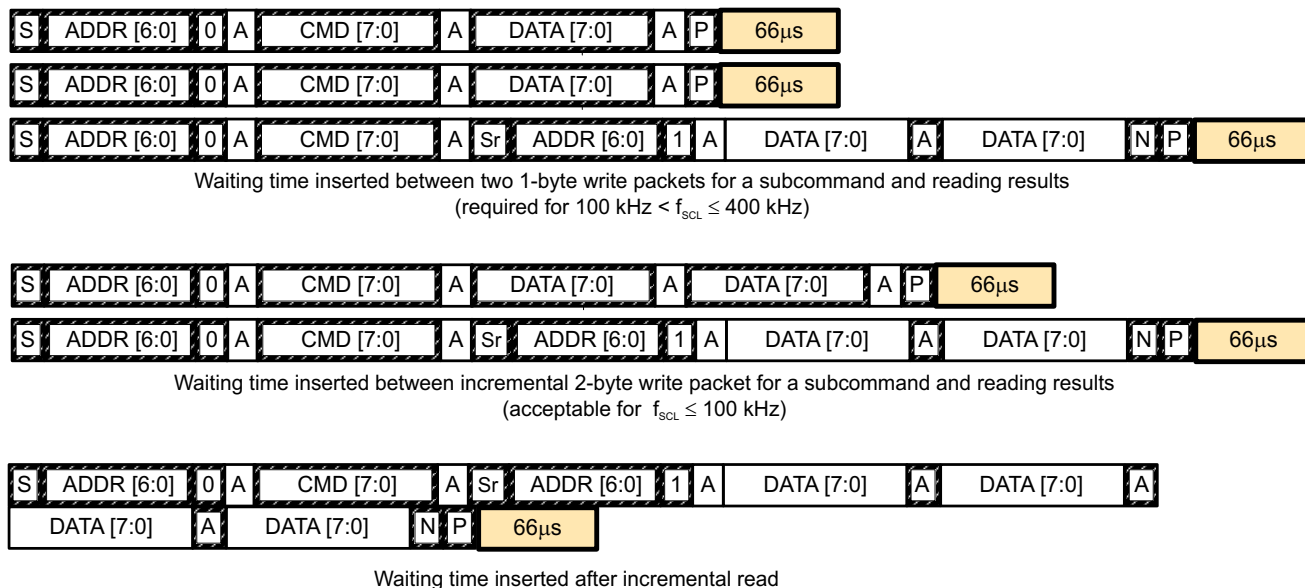 S ADDR [6:0] 0 A CMD [7:0] A DATA [7:0] A P 66μs
S ADDR [6:0] 0 A CMD [7:0] A DATA [7:0] A P 66μs
S ADDR [6:0] 0 A CMD [7:0] A Sr ADDR [6:0] 1 A DATA [7:0] A DATA [7:0] N P 66μs
Waiting time inserted between two 1-byte write packets for a subcommand and reading results
(required for 100 kHz < fSCL ≤ 400 kHz)
S ADDR [6:0] 0 A CMD [7:0] A DATA [7:0] A DATA [7:0] A P 66μs
S ADDR [6:0] 0 A CMD [7:0] A Sr ADDR [6:0] 1 A DATA [7:0] A DATA [7:0] N P 66μs
Waiting time inserted between incremental 2-byte write packet for a subcommand and reading results
(acceptable for fSCL ≤ 100 kHz)
S ADDR [6:0] 0 A CMD [7:0] A Sr ADDR [6:0] 1 A DATA [7:0] A DATA [7:0] A
DATA [7:0] A DATA [7:0] N P 66μs
Waiting time inserted after incremental read